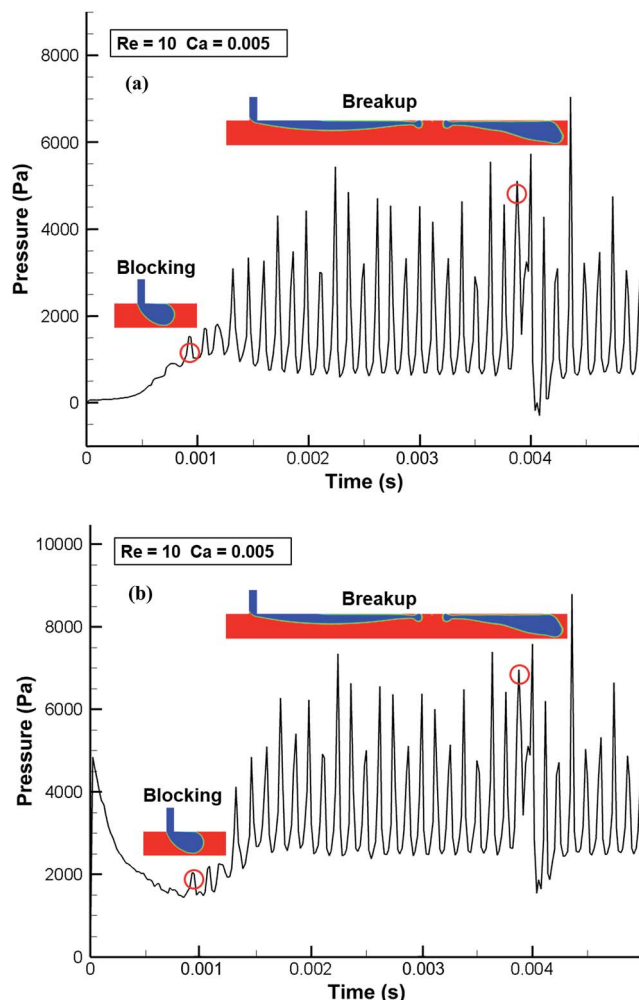 8000
Re = 10 Ca = 0.005
(a)
Breakup
6000
Pressure (Pa)
4000
Blocking
2000
0
0
0.001
0.002
0.003
0.004
Time (s)
10000
Re = 10 Ca = 0.005
(b)
Breakup
8000
6000
Pressure (Pa)
4000
Blocking
2000
0
0
0.001
0.002
0.003
0.004
Time (s)